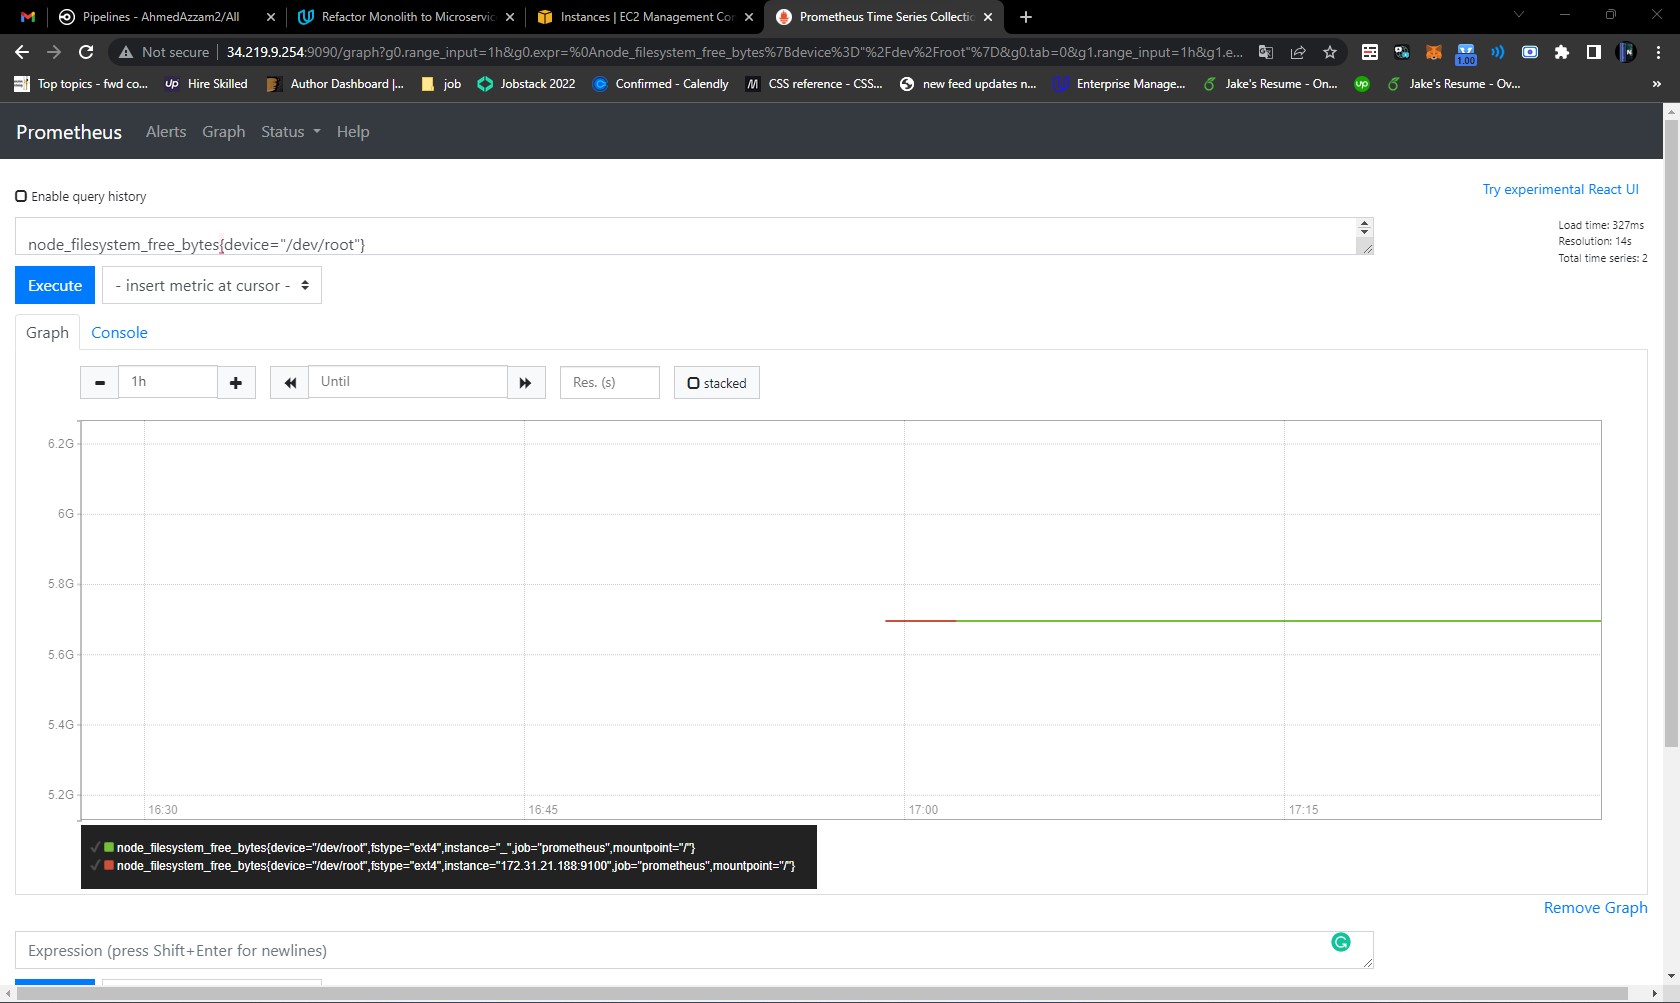 Pipelines - AhmedAzzam2/All
Refactor Monolith to Microservic
Instances | EC2 Management Con
Prometheus Time Series Collectic
Not secure
34.219.9.254:9090/graph?g0.range_input=1h&g0.expr=%0Anode_filesystem_free_bytes%7Bdevice%3D"%2Fdev%2Froot"%7D&g0.tab=0&g1.range_input=1h&g1.e...
1.00
Top topics - fwd co...
Hire Skilled
Author Dashboard |...
job
Jobstack 2022
Confirmed - Calendly
CSS reference - CSS...
new feed updates n...
Enterprise Manage...
Jake's Resume - On...
up
Jake's Resume - Ov...
»
Prometheus
Alerts
Graph
Status
Help
Enable query history
Try experimental React UI
node_filesystem_free_bytes{device="/dev/root"}
Load time: 327ms
Resolution: 14s
Total time series: 2
Execute
- insert metric at cursor -
Graph
Console
1h
Until
Res. (s)
stacked
6.2G
6G
5.8G
5.6G
5.4G
5.2G
16:30
16:45
17:00
17:15
node_filesystem_free_bytes{device="/dev/root",fstype="ext4",instance="_",job="prometheus",mountpoint="/"}
node_filesystem_free_bytes{device="/dev/root",fstype="ext4",instance="172.31.21.188:9100",job="prometheus",mountpoint="/"}
Remove Graph
Expression (press Shift+Enter for newlines)